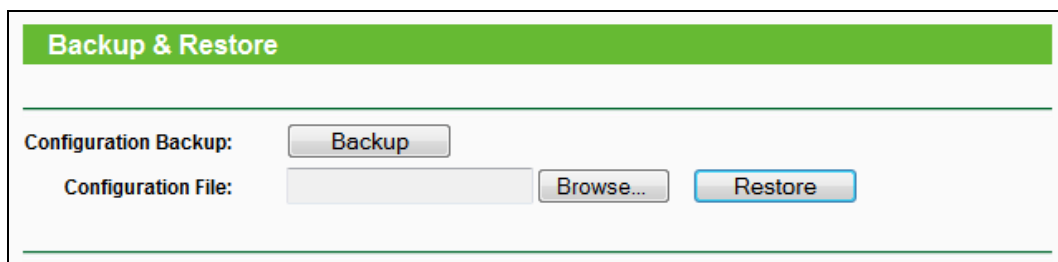 Backup & Restore
Configuration Backup: Backup
Configuration File: Browse... Restore